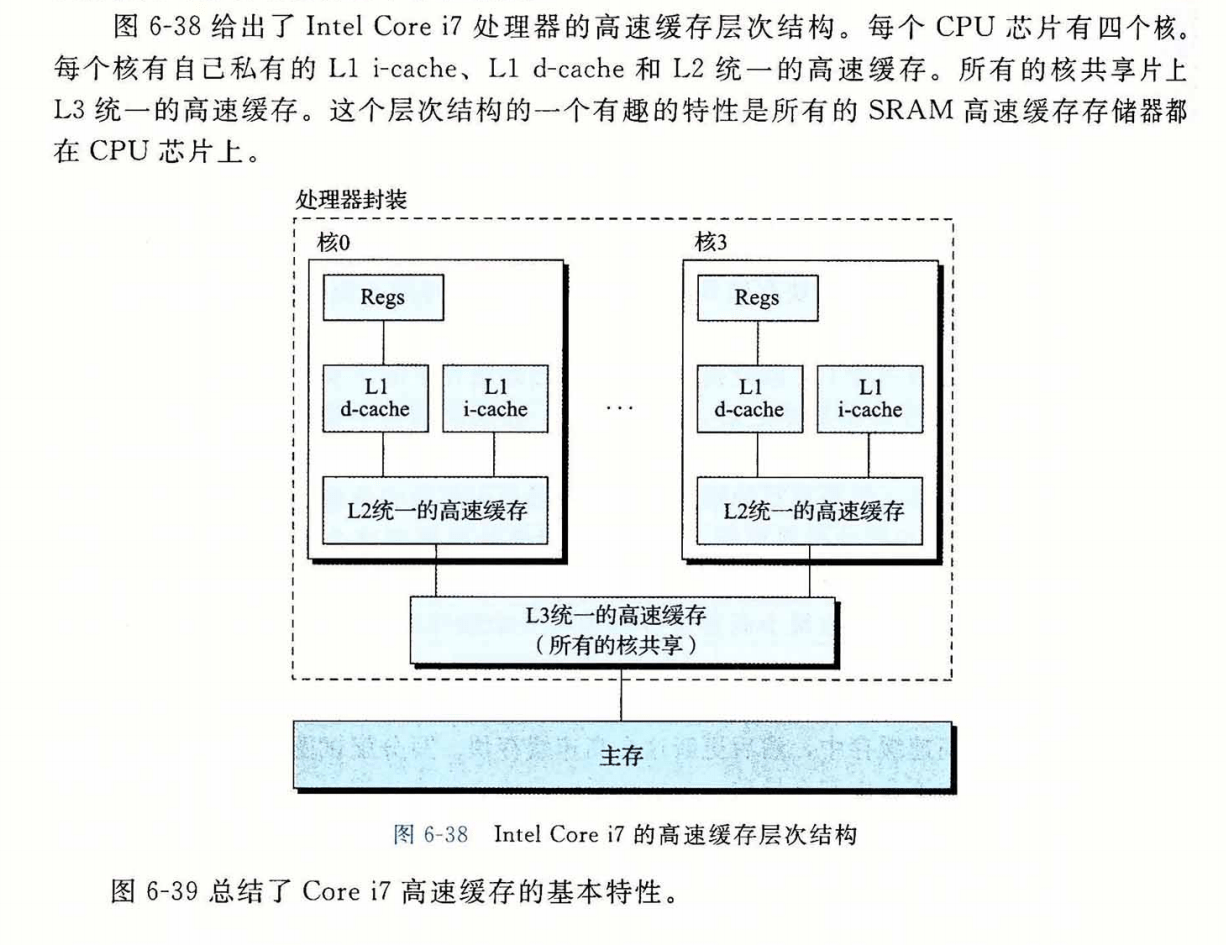 图 6-38 给出了 Intel Core i7 处理器的高速缓存层次结构。每个 CPU 芯片有四个核。
每个核有自己私有的 L1 i-cache、L1 d-cache 和 L2 统一的高速缓存。所有的核共享片上
L3 统一的高速缓存。这个层次结构的一个有趣的特性是所有的 SRAM 高速缓存存储器都
在 CPU 芯片上。
处理器封装
核0
核3
Regs
Regs
L1
d-cache
L1
i-cache
...
L1
d-cache
L1
i-cache
L2统一的高速缓存
L2统一的高速缓存
L3统一的高速缓存
（所有的核共享）
主存
图 6-38 Intel Core i7 的高速缓存层次结构
图 6-39 总结了 Core i7 高速缓存的基本特性。